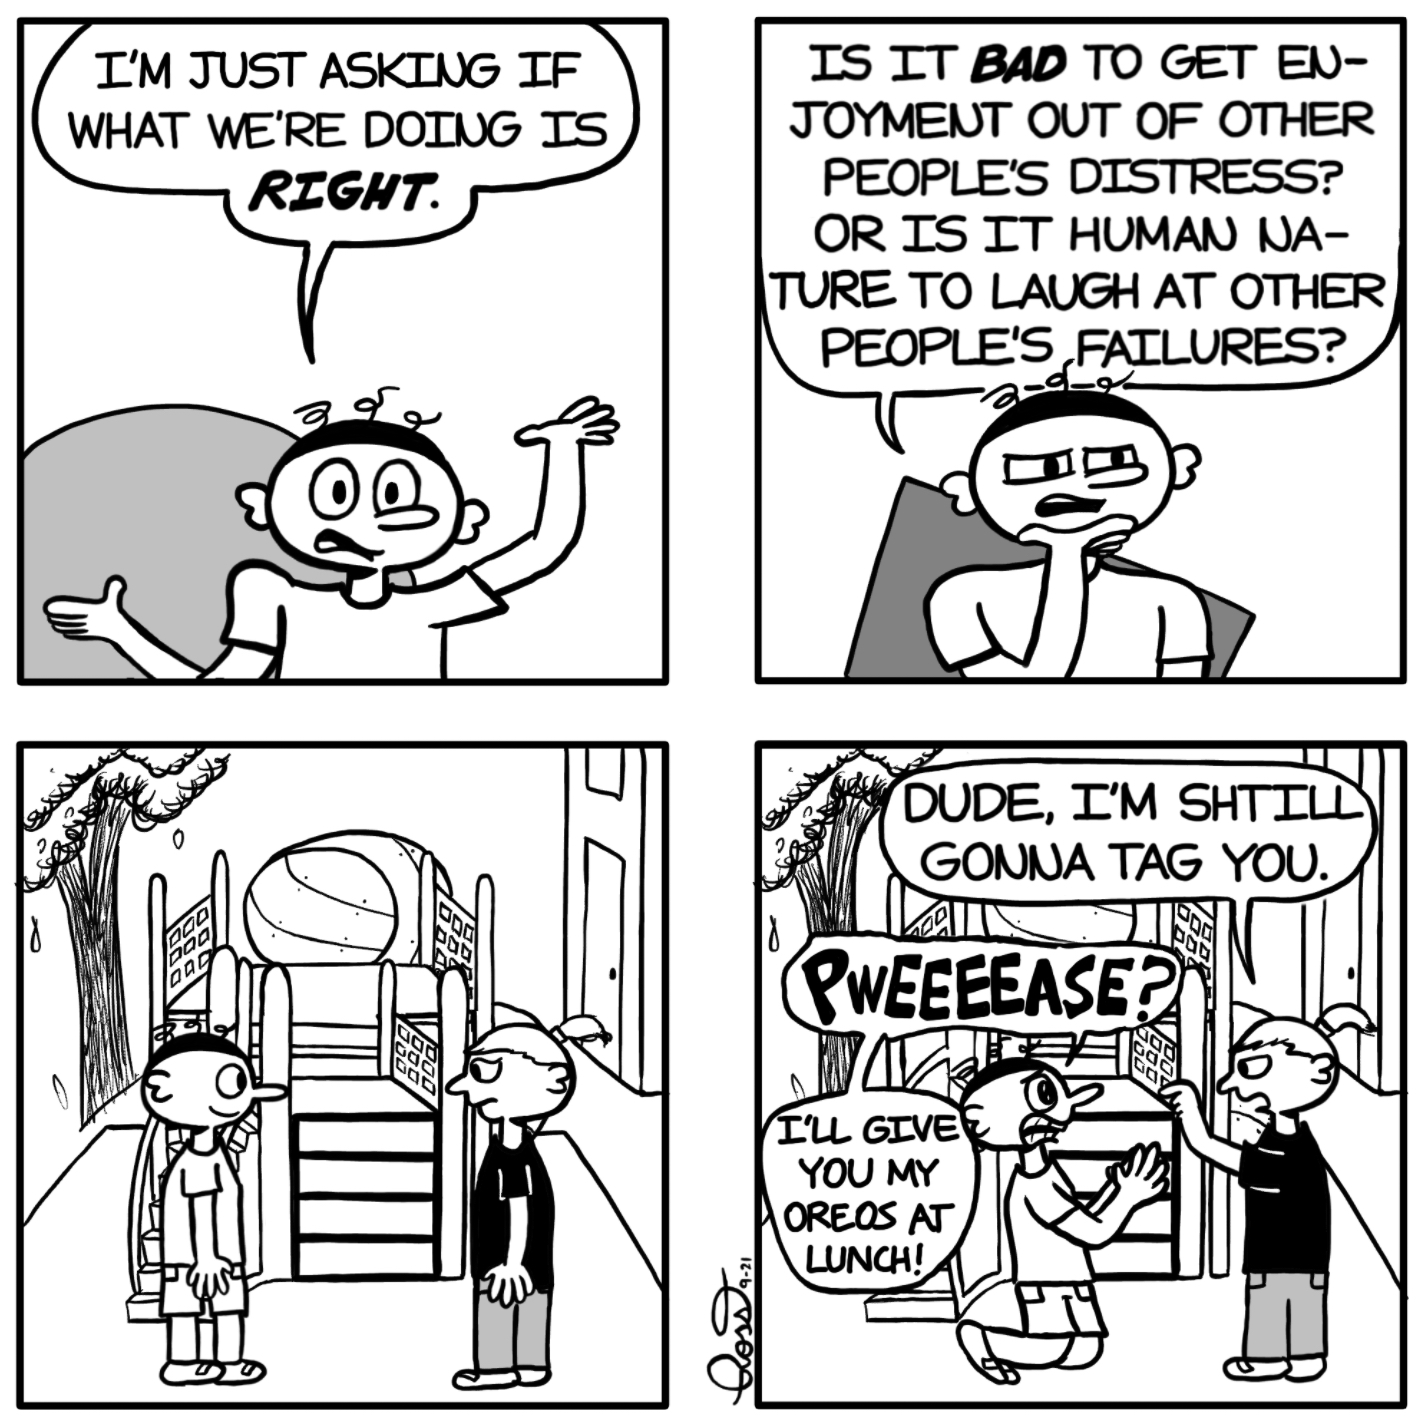 I'M JUST ASKING IF
WHAT WE'RE DOING IS
RIGHT.
IS IT BAD TO GET EN-
JOYMENT OUT OF OTHER
PEOPLE'S DISTRESS?
OR IS IT HUMAN NA-
TURE TO LAUGH AT OTHER
PEOPLE'S FAILURES?
DUDE, I'M SHTILL
GONNA TAG YOU.
PWEEEEASE?
I'LL GIVE
YOU MY
OREOS AT
LUNCH!
Ross 9-21